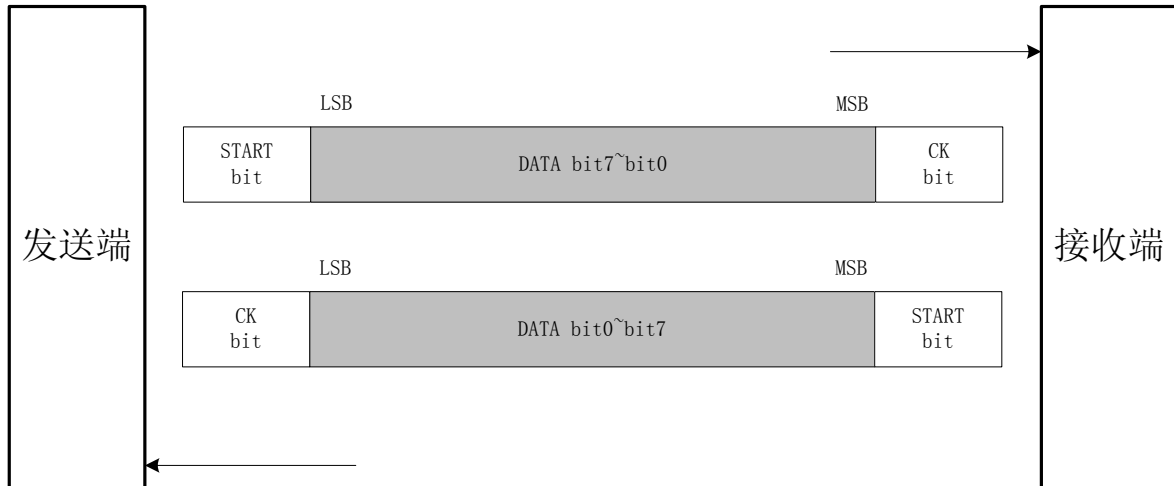 LSB
MSB
START
bit
DATA bit7~bit0
CK
bit
发送端
接收端
LSB
MSB
CK
bit
DATA bit0~bit7
START
bit